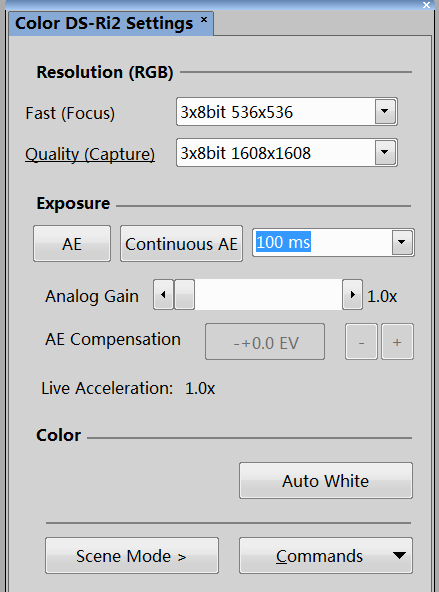 Color DS-Ri2 Settings
Resolution (RGB)
Fast (Focus) 3x8bit 536x536
Quality (Capture) 3x8bit 1608x1608
Exposure
AE Continuous AE 100 ms
Analog Gain 1.0x
AE Compensation -+0.0 EV - +
Live Acceleration: 1.0x
Color
Auto White
Scene Mode > Commands